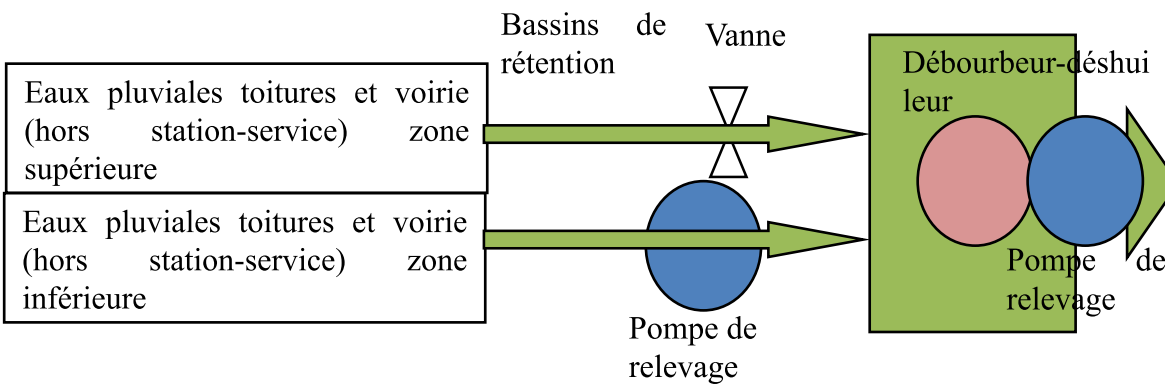 Bassins de
rétention
Vanne
Eaux pluviales toitures et voirie
(hors station-service) zone
supérieure
Débourbeur-déshui
leur
Eaux pluviales toitures et voirie
(hors station-service) zone
inférieure
Pompe de
relevage
Pompe de
relevage